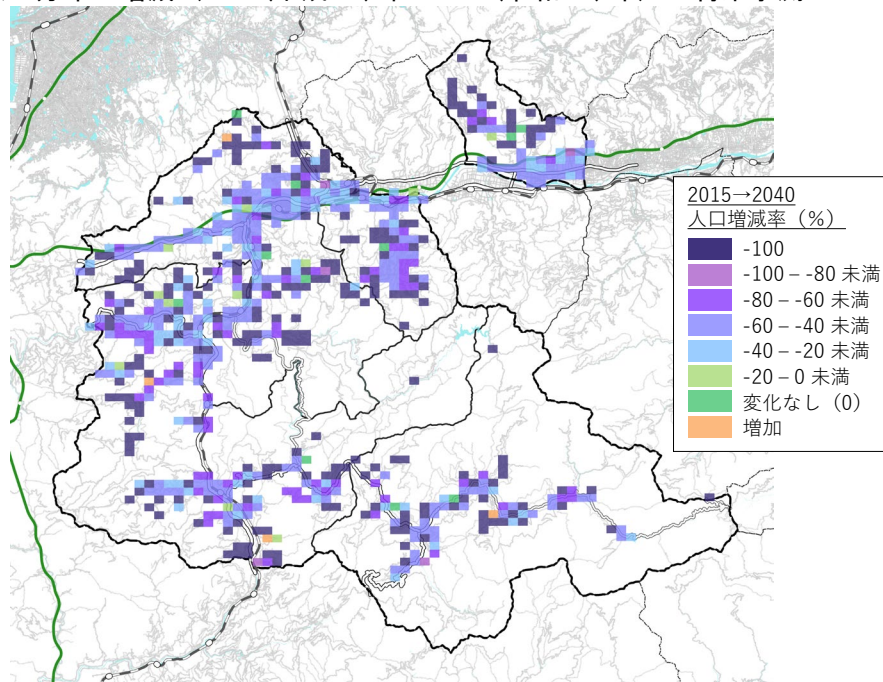 2015→2040
人口増減率（%）
-100
-100 – -80 未満
-80 – -60 未満
-60 – -40 未満
-40 – -20 未満
-20 – 0 未満
変化なし（0）
増加